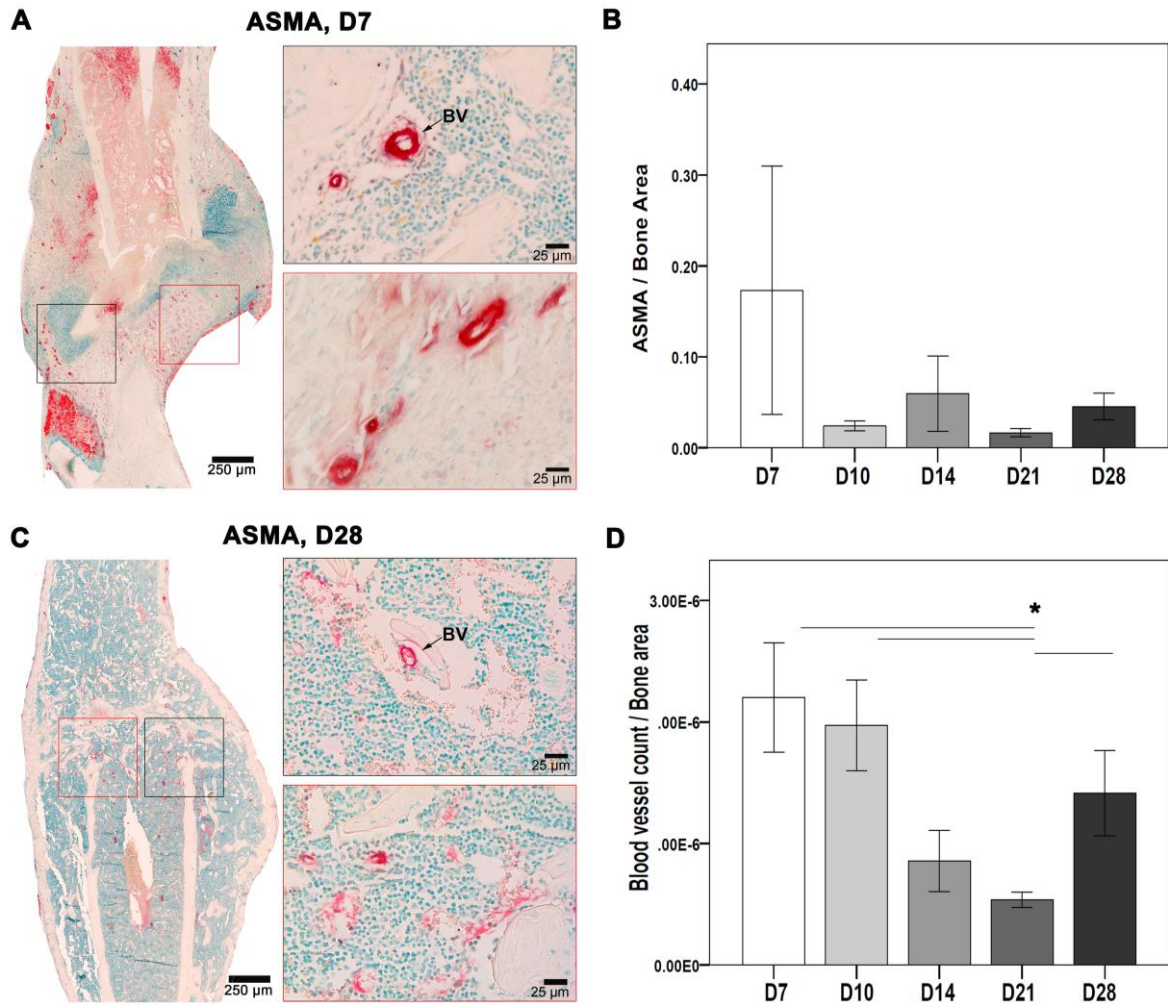 A
ASMA, D7
BV
25 µm
25 µm
250 µm
B
ASMA / Bone Area
0.40
0.30
0.20
0.10
0.00
D7 D10 D14 D21 D28
C
ASMA, D28
BV
25 µm
25 µm
250 µm
D
Blood vessel count / Bone area
3.00E-6
.00E-6
.00E-6
0.00E0
*
D7 D10 D14 D21 D28